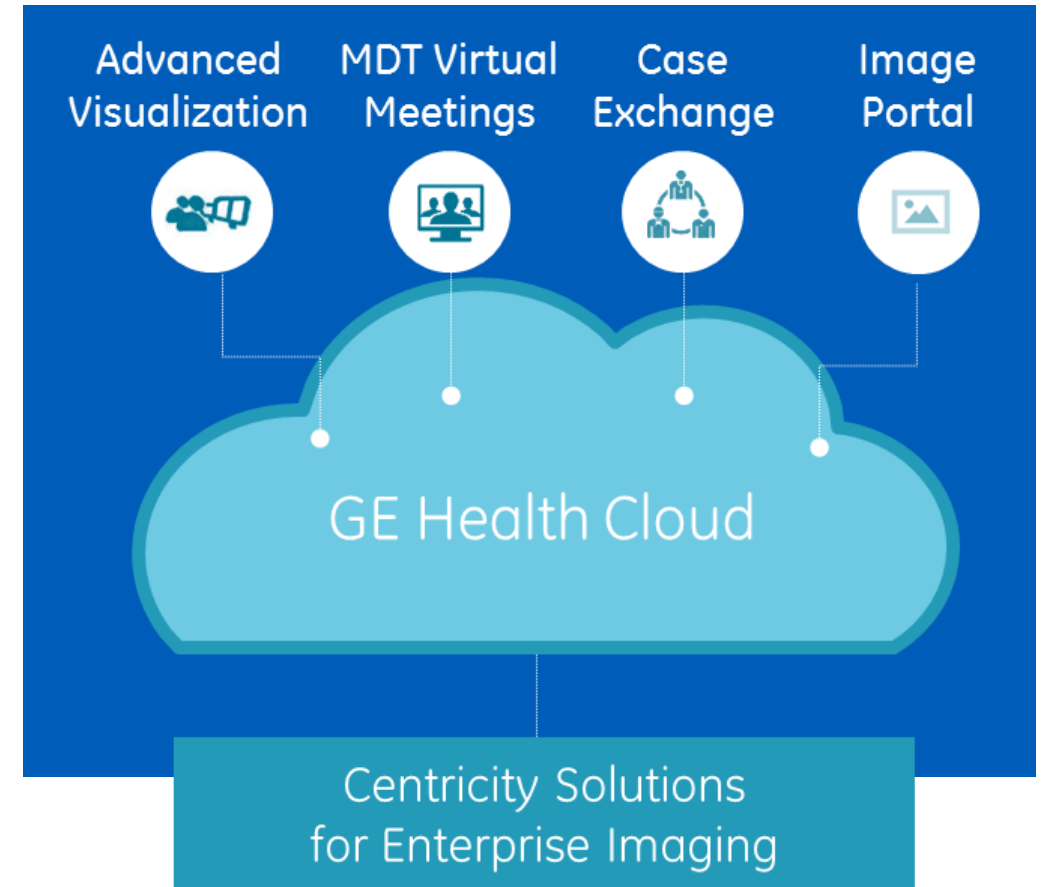 Advanced
Visualization
MDT Virtual
Meetings
Case
Exchange
Image
Portal
GE Health Cloud
Centricity Solutions
for Enterprise Imaging